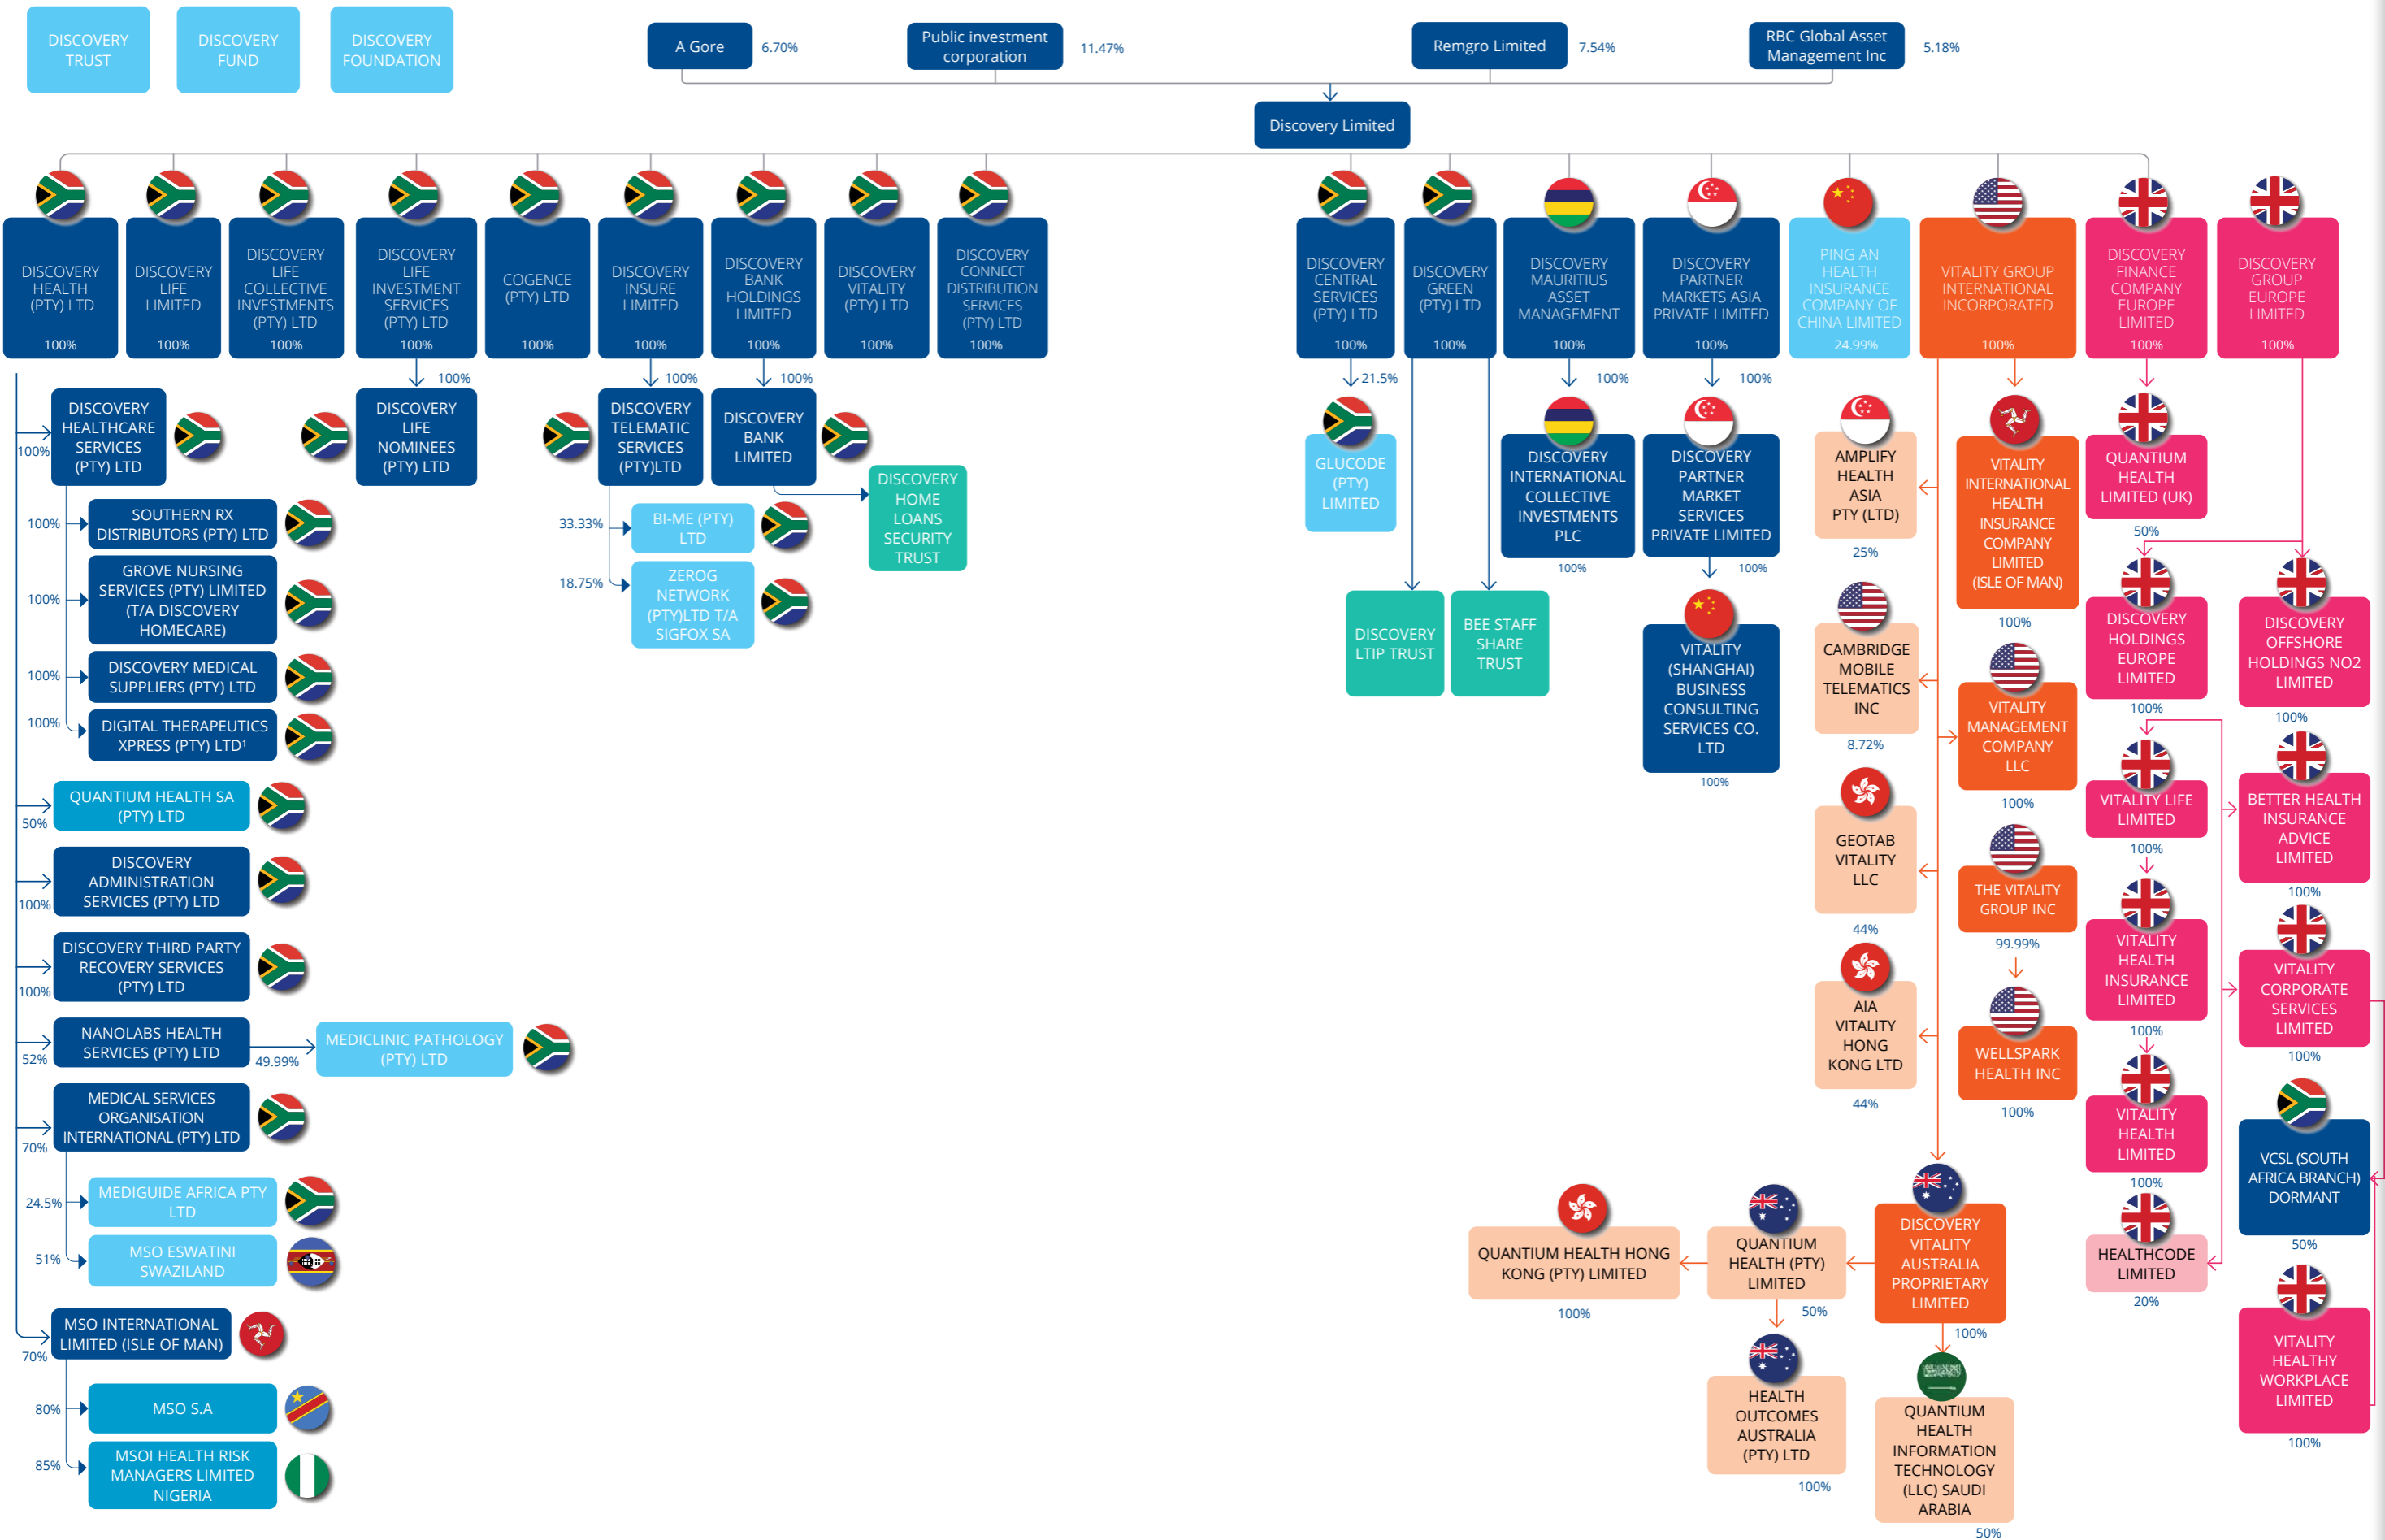 DISCOVERY
TRUST
DISCOVERY
FUND
DISCOVERY
FOUNDATION
A Gore
6.70%
Public investment
corporation
11.47%
Remgro Limited
7.54%
RBC Global Asset
Management Inc
5.18%
Discovery Limited
DISCOVERY
HEALTH
(PTY) LTD
100%
DISCOVERY
LIFE
LIMITED
100%
DISCOVERY
LIFE
COLLECTIVE
INVESTMENTS
(PTY) LTD
100%
DISCOVERY
LIFE
INVESTMENT
SERVICES
(PTY) LTD
100%
COGENCE
(PTY) LTD
100%
DISCOVERY
INSURE
LIMITED
100%
DISCOVERY
BANK
HOLDINGS
LIMITED
100%
DISCOVERY
VITALITY
(PTY) LTD
100%
DISCOVERY
CONNECT
DISTRIBUTION
SERVICES
(PTY) LTD
100%
DISCOVERY
CENTRAL
SERVICES
(PTY) LTD
100%
DISCOVERY
GREEN
(PTY) LTD
100%
DISCOVERY
MAURITIUS
ASSET
MANAGEMENT
100%
DISCOVERY
PARTNER
MARKETS ASIA
PRIVATE LIMITED
100%
PING AN
HEALTH
INSURANCE
COMPANY OF
CHINA LIMITED
24.99%
VITALITY GROUP
INTERNATIONAL
INCORPORATED
100%
DISCOVERY
FINANCE
COMPANY
EUROPE
LIMITED
100%
DISCOVERY
GROUP
EUROPE
LIMITED
100%
100%
DISCOVERY
HEALTHCARE
SERVICES
(PTY) LTD
100%
SOUTHERN RX
DISTRIBUTORS (PTY) LTD
100%
GROVE NURSING
SERVICES (PTY) LIMITED
(T/A DISCOVERY
HOMECARE)
100%
DISCOVERY MEDICAL
SUPPLIERS (PTY) LTD
100%
DIGITAL THERAPEUTICS
XPRESS (PTY) LTD¹
50%
QUANTIUM HEALTH SA
(PTY) LTD
100%
DISCOVERY
ADMINISTRATION
SERVICES (PTY) LTD
100%
DISCOVERY THIRD PARTY
RECOVERY SERVICES
(PTY) LTD
52%
NANOLABS HEALTH
SERVICES (PTY) LTD
49.99%
MEDICLINIC PATHOLOGY
(PTY) LTD
70%
MEDICAL SERVICES
ORGANISATION
INTERNATIONAL (PTY) LTD
24.5%
MEDIGUIDE AFRICA PTY
LTD
51%
MSO ESWATINI
SWAZILAND
70%
MSO INTERNATIONAL
LIMITED (ISLE OF MAN)
80%
MSO S.A
85%
MSOI HEALTH RISK
MANAGERS LIMITED
NIGERIA
100%
DISCOVERY
LIFE
NOMINEES
(PTY) LTD
100%
DISCOVERY
TELEMATIC
SERVICES
(PTY)LTD
33.33%
BI-ME (PTY)
LTD
18.75%
ZEROG
NETWORK
(PTY)LTD T/A
SIGFOX SA
100%
DISCOVERY
BANK
LIMITED
DISCOVERY
HOME
LOANS
SECURITY
TRUST
21.5%
GLUCODE
(PTY)
LIMITED
DISCOVERY
LTIP TRUST
BEE STAFF
SHARE
TRUST
100%
DISCOVERY
INTERNATIONAL
COLLECTIVE
INVESTMENTS
PLC
100%
100%
DISCOVERY
PARTNER
MARKET
SERVICES
PRIVATE LIMITED
100%
VITALITY
(SHANGHAI)
BUSINESS
CONSULTING
SERVICES CO.
LTD
100%
AMPLIFY
HEALTH
ASIA
PTY (LTD)
25%
CAMBRIDGE
MOBILE
TELEMATICS
INC
8.72%
GEOTAB
VITALITY
LLC
44%
AIA
VITALITY
HONG
KONG LTD
44%
VITALITY
INTERNATIONAL
HEALTH
INSURANCE
COMPANY
LIMITED
(ISLE OF MAN)
100%
VITALITY
MANAGEMENT
COMPANY
LLC
100%
THE VITALITY
GROUP INC
99.99%
WELLSPARK
HEALTH INC
100%
DISCOVERY
VITALITY
AUSTRALIA
PROPRIETARY
LIMITED
100%
QUANTIUM
HEALTH (PTY)
LIMITED
50%
QUANTIUM HEALTH HONG
KONG (PTY) LIMITED
100%
HEALTH
OUTCOMES
AUSTRALIA
(PTY) LTD
100%
QUANTIUM
HEALTH
INFORMATION
TECHNOLOGY
(LLC) SAUDI
ARABIA
50%
QUANTIUM
HEALTH
LIMITED (UK)
50%
DISCOVERY
HOLDINGS
EUROPE
LIMITED
100%
VITALITY LIFE
LIMITED
100%
VITALITY
HEALTH
INSURANCE
LIMITED
100%
VITALITY
HEALTH
LIMITED
100%
HEALTHCODE
LIMITED
20%
DISCOVERY
OFFSHORE
HOLDINGS NO2
LIMITED
100%
BETTER HEALTH
INSURANCE
ADVICE
LIMITED
100%
VITALITY
CORPORATE
SERVICES
LIMITED
100%
VCSL (SOUTH
AFRICA BRANCH)
DORMANT
50%
VITALITY
HEALTHY
WORKPLACE
LIMITED
100%